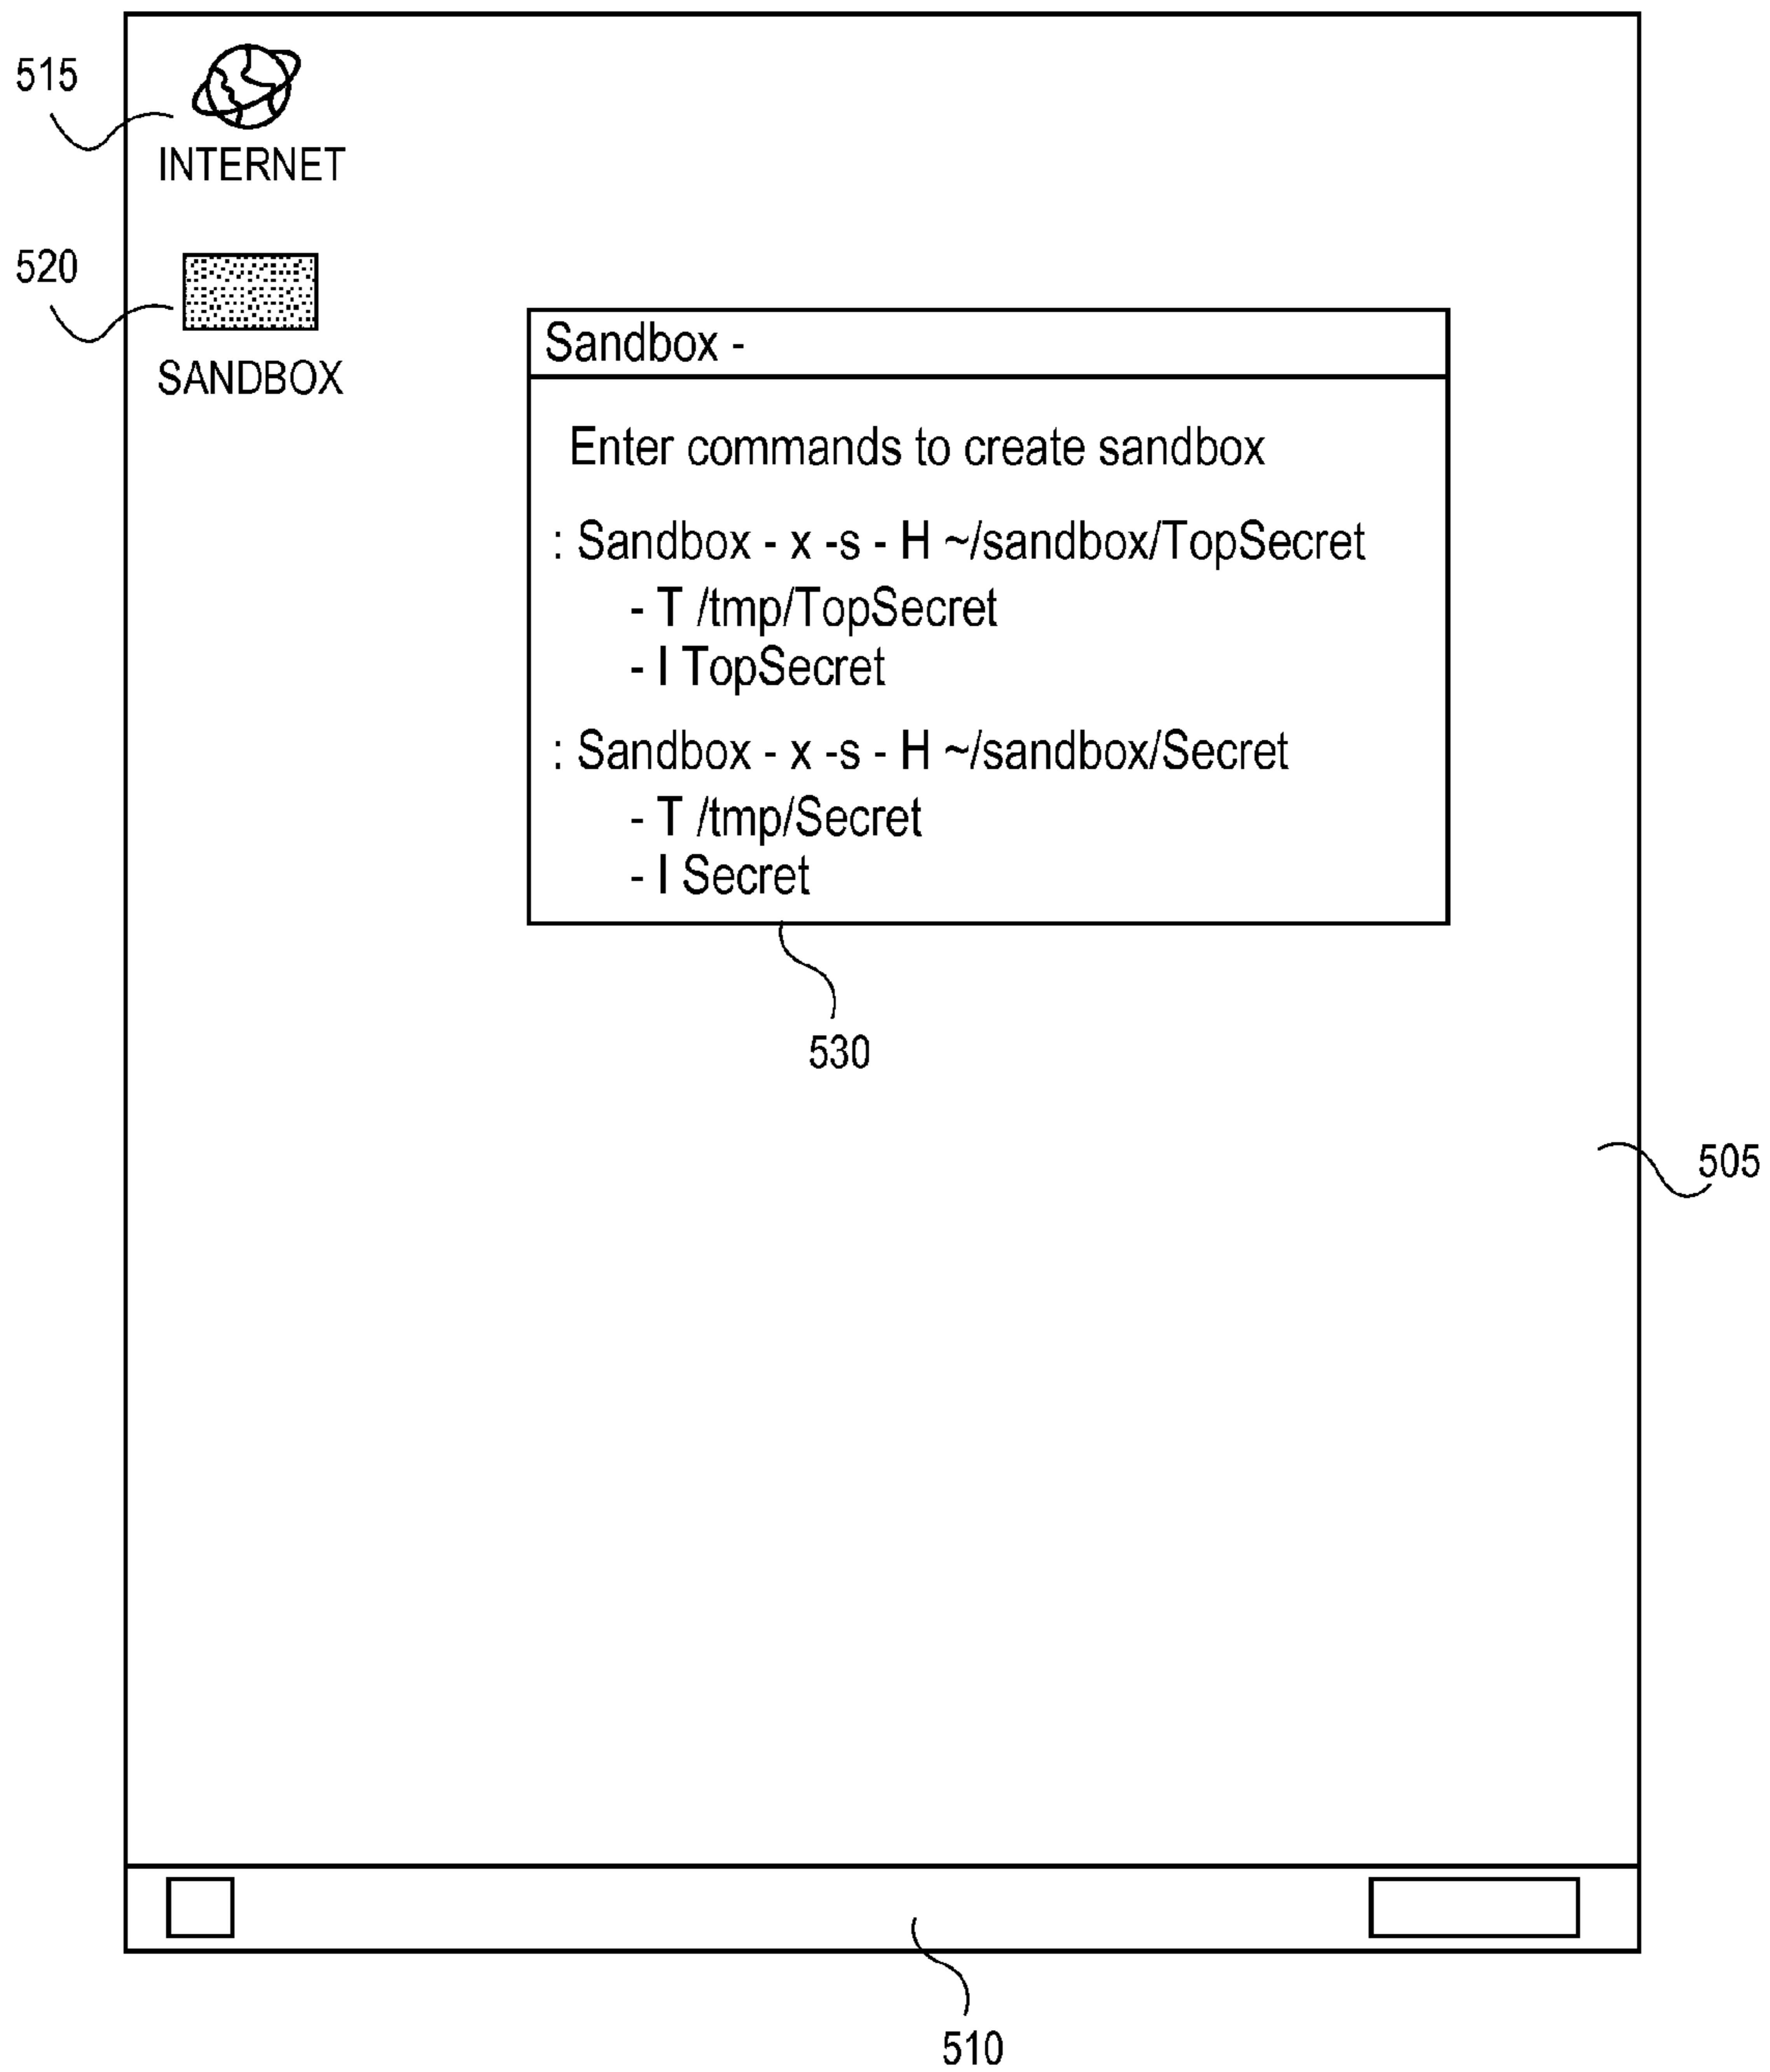 515
INTERNET
520
SANDBOX
Sandbox -
Enter commands to create sandbox
: Sandbox - x -s - H ~/sandbox/TopSecret
- T /tmp/TopSecret
- I TopSecret
: Sandbox - x -s - H ~/sandbox/Secret
- T /tmp/Secret
- I Secret
530
505
510